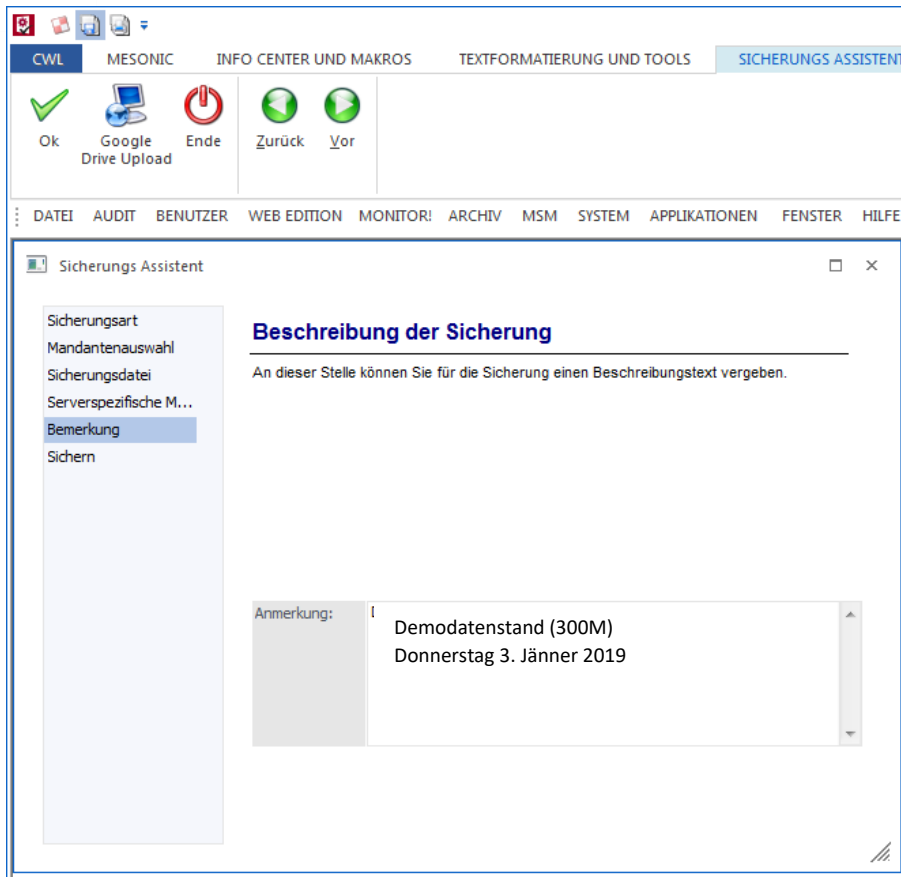 CWL MESONIC INFO CENTER UND MAKROS TEXTFORMATIERUNG UND TOOLS SICHERUNGS ASSISTENT
Ok
Google Drive Upload
Ende
Zurück
Vor
DATEI AUDIT BENUTZER WEB EDITION MONITOR! ARCHIV MSM SYSTEM APPLIKATIONEN FENSTER HILFE
Sicherungs Assistent
Sicherungsart
Mandantenauswahl
Sicherungsdatei
Serverspezifische M...
Bemerkung
Sichern
Beschreibung der Sicherung
An dieser Stelle können Sie für die Sicherung einen Beschreibungstext vergeben.
Anmerkung:
Demodatenstand (300M)
Donnerstag 3. Jänner 2019